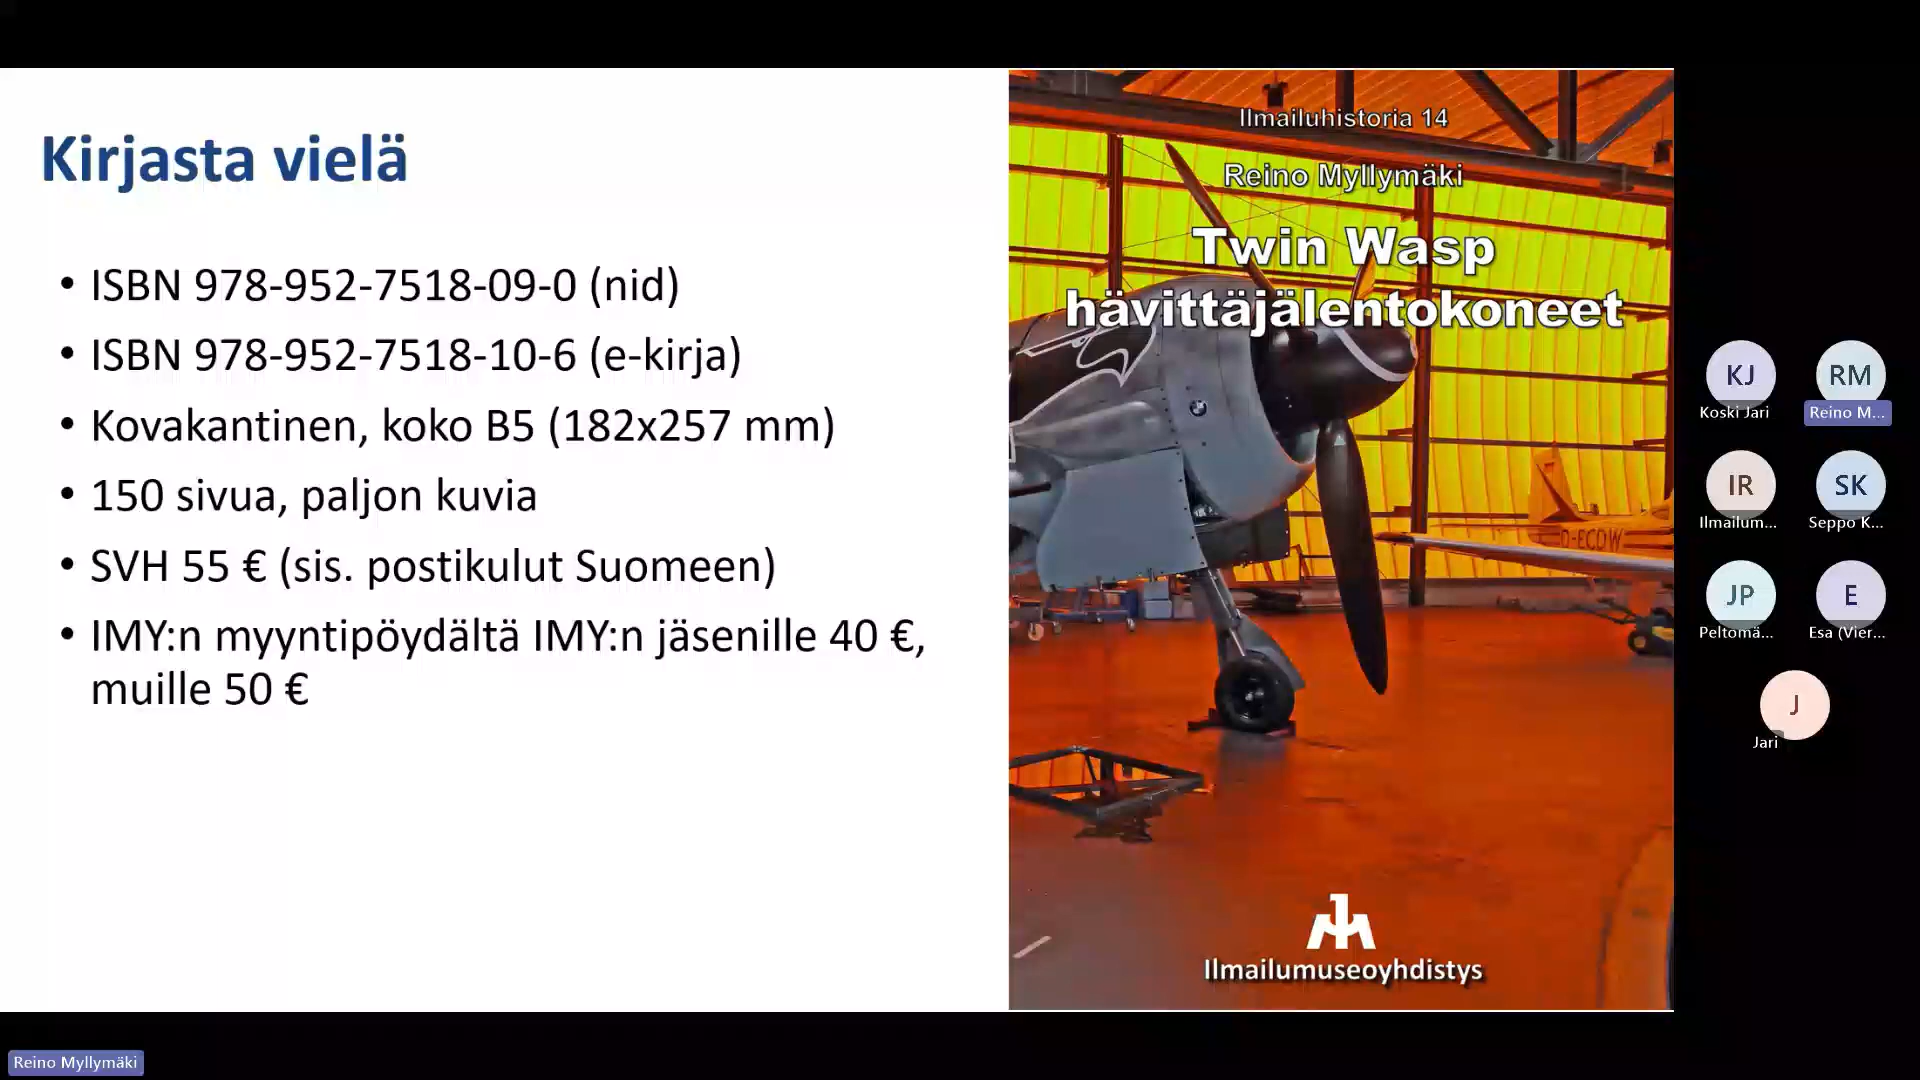 Kirjasta vielä
• ISBN 978-952-7518-09-0 (nid)
• ISBN 978-952-7518-10-6 (e-kirja)
• Kovakantinen, koko B5 (182x257 mm)
• 150 sivua, paljon kuvia
• SVH 55 € (sis. postikulut Suomeen)
• IMY:n myyntipöydältä IMY:n jäsenille 40 €,
muille 50 €
Ilmailuhistoria 14
Reino Myllymäki
Twin Wasp
hävittäjälentokoneet
D-ECDW
Ilmailumuseoyhdistys
KJ
Koski Jari
RM
Reino M...
IR
Ilmailum...
SK
Seppo K...
JP
Peltomä...
E
Esa (Vier...
J
Jari
Reino Myllymäki